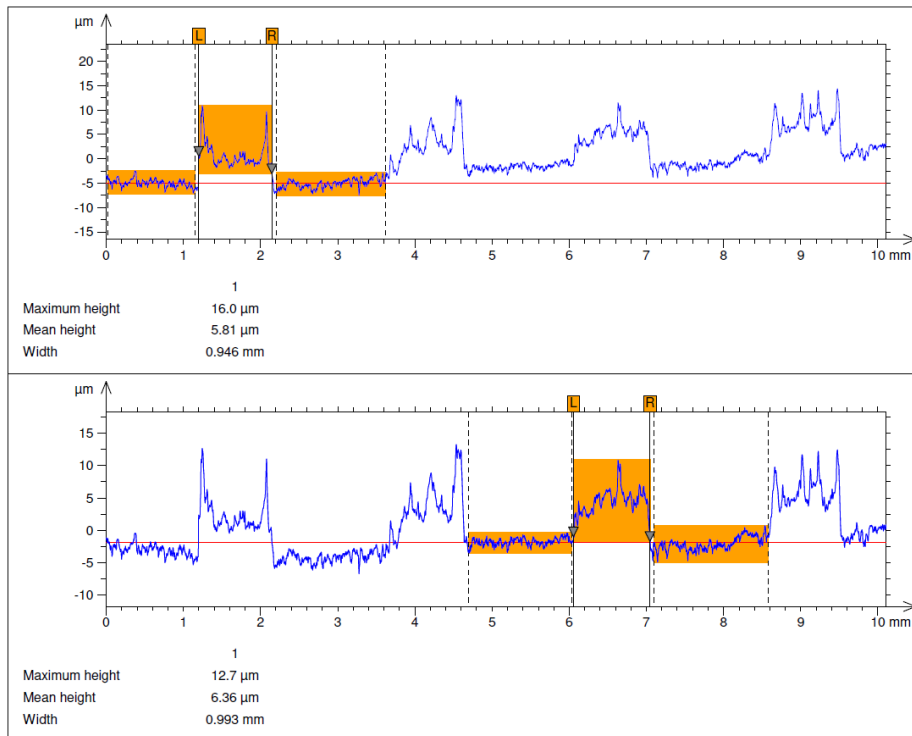 µm
L R
20
15
10
5
0
-5
-10
-15
0 1 2 3 4 5 6 7 8 9 10 mm
1
Maximum height 16.0 µm
Mean height 5.81 µm
Width 0.946 mm
µm
L R
15
10
5
0
-5
-10
0 1 2 3 4 5 6 7 8 9 10 mm
1
Maximum height 12.7 µm
Mean height 6.36 µm
Width 0.993 mm